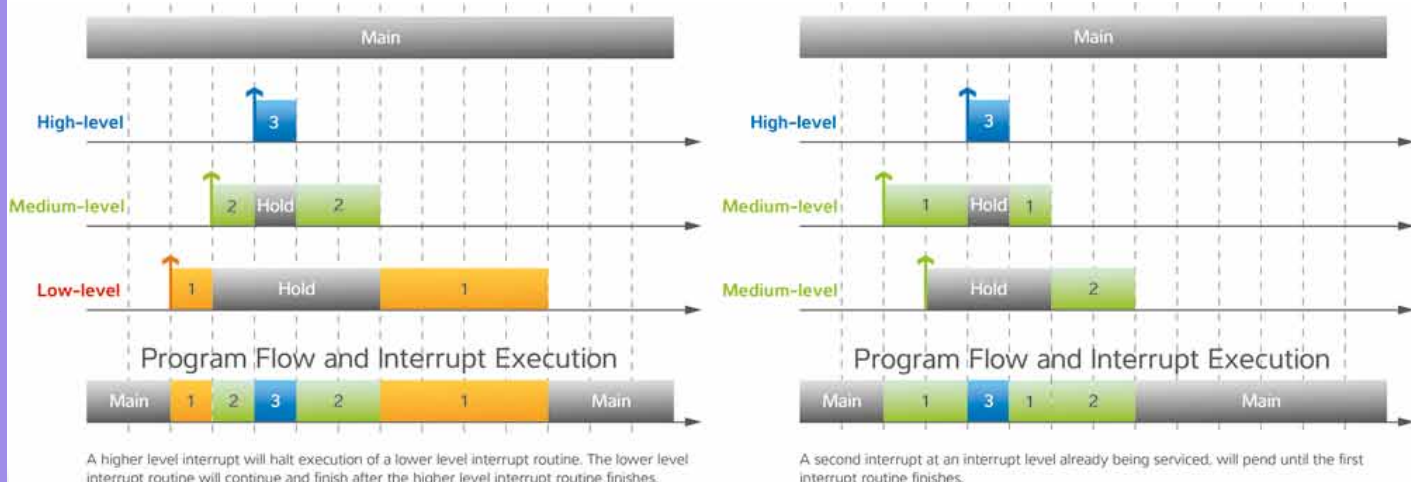 Main
High-level
3
Medium-level
2 Hold 2
Low-level
1 Hold 1
Program Flow and Interrupt Execution
Main 1 2 3 2 1 Main
A higher level interrupt will halt execution of a lower level interrupt routine. The lower level
interrupt routine will continue and finish after the higher level interrupt routine finishes.
Main
High-level
3
Medium-level
1 Hold 1
Medium-level
Hold 2
Program Flow and Interrupt Execution
Main 1 3 1 2 Main
A second interrupt at an interrupt level already being serviced, will pend until the first
interrupt routine finishes.